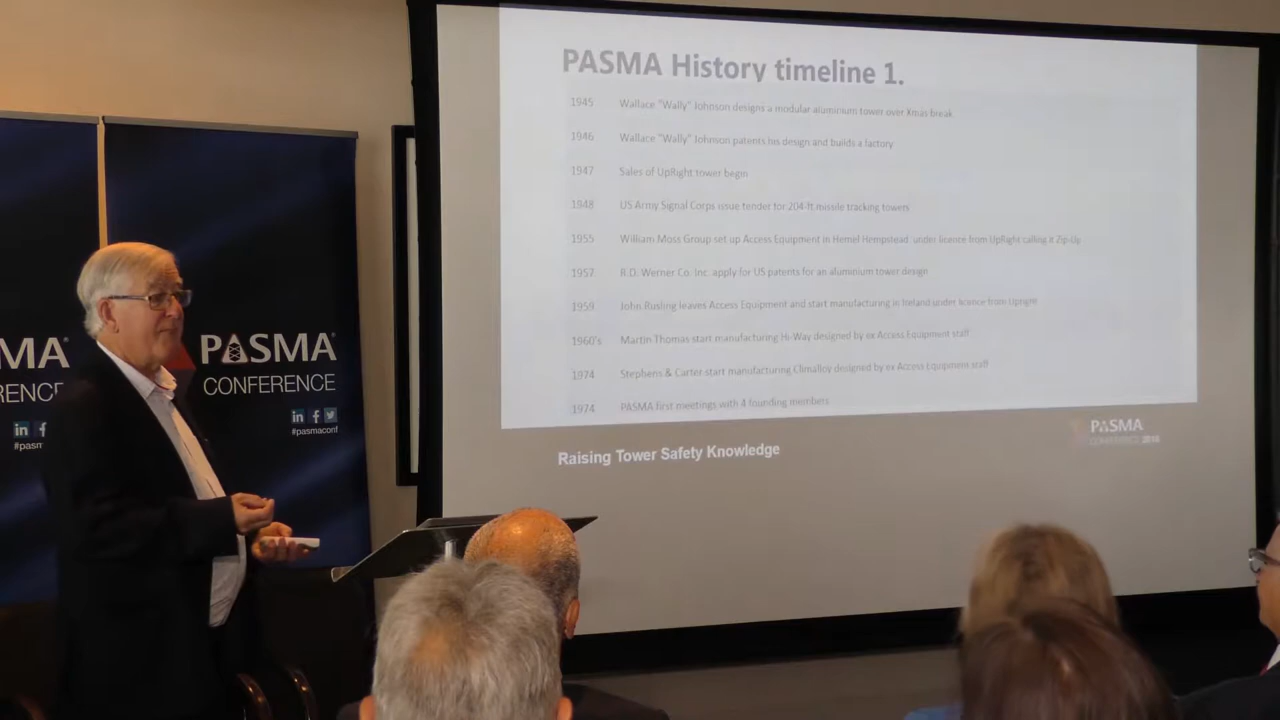 PASMA History timeline 1.
1945 Wallace "Wally" Johnson designs a modular aluminium tower over Xmas break.
1946 Wallace "Wally" Johnson patents his design and builds a factory
1947 Sales of UpRight tower begin
1948 US Army Signal Corps issue tender for 204-ft missile tracking towers
1955 William Moss Group set up Access Equipment in Hemel Hempstead under licence from UpRight calling it Zip-Up
1957 R.D. Werner Co. Inc. apply for US patents for an aluminium tower design
1959 John Rusling leaves Access Equipment and start manufacturing in Ireland under licence from Upright
1960's Martin Thomas start manufacturing Hi-Way designed by ex Access Equipment staff
1974 Stephens & Carter start manufacturing Climalloy designed by ex Access Equipment staff
1974 PASMA first meetings with 4 founding members
Raising Tower Safety Knowledge
PASMA
CONFERENCE
MA
RENCE
#pasm
PASMA
CONFERENCE
in f
#pasmaconf